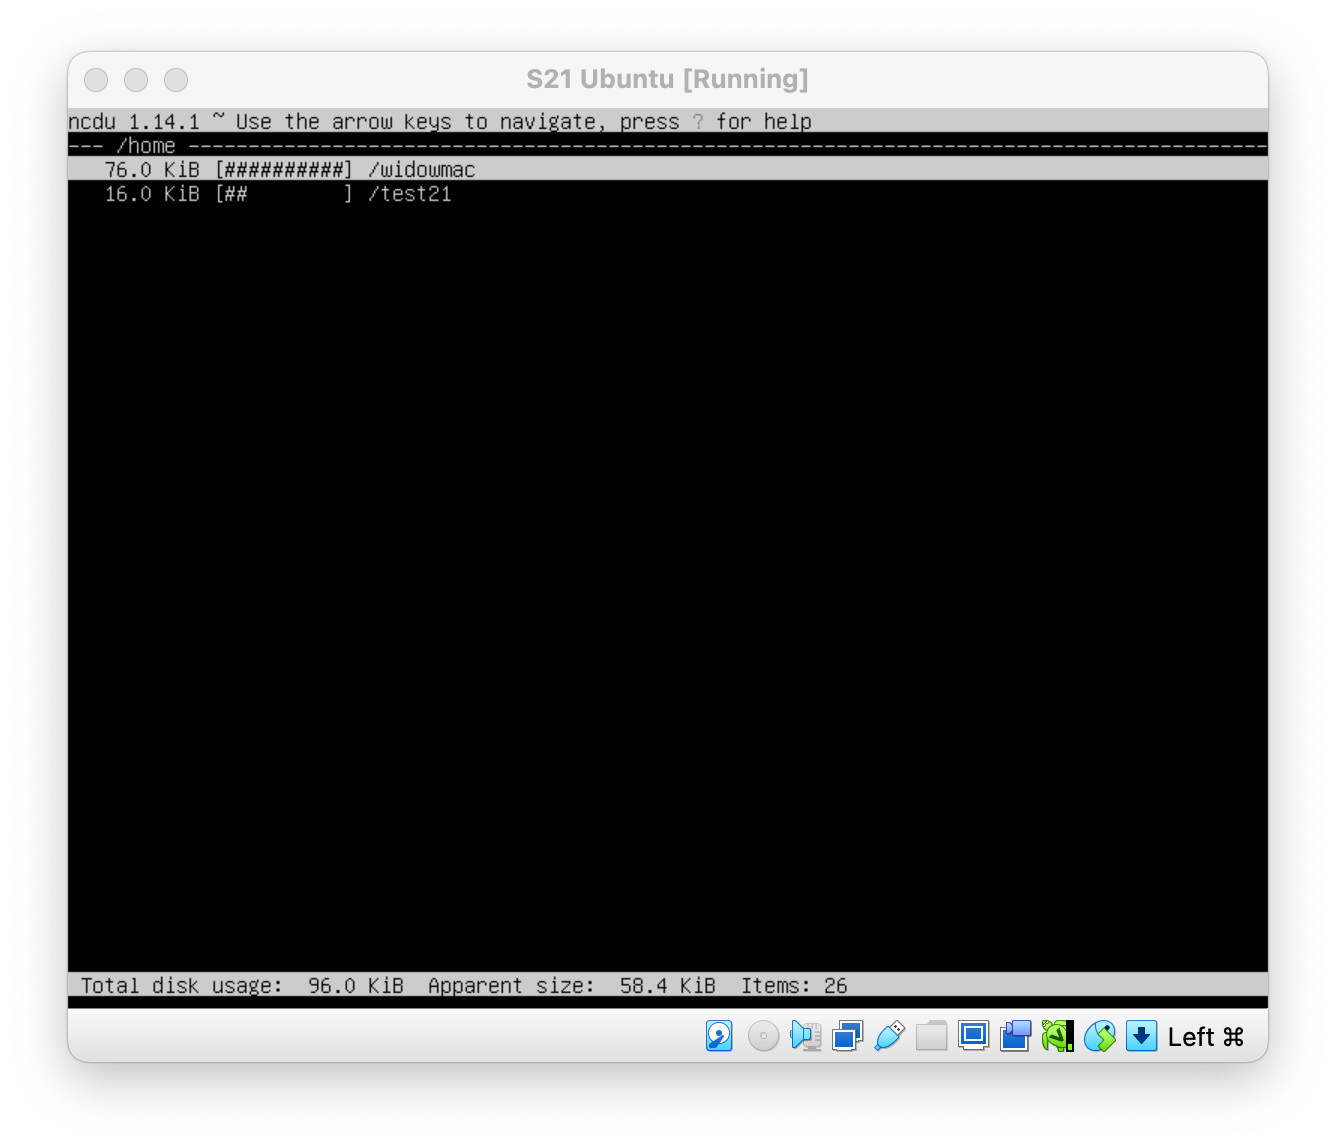 S21 Ubuntu [Running]
ncdu 1.14.1 ~ Use the arrow keys to navigate, press ? for help
--- /home ------------------------------------------------------------------------------------------
76.0 KiB [##########] /widowmac
16.0 KiB [##        ] /test21
Total disk usage:  96.0 KiB  Apparent size:  58.4 KiB  Items: 26
Left ⌘